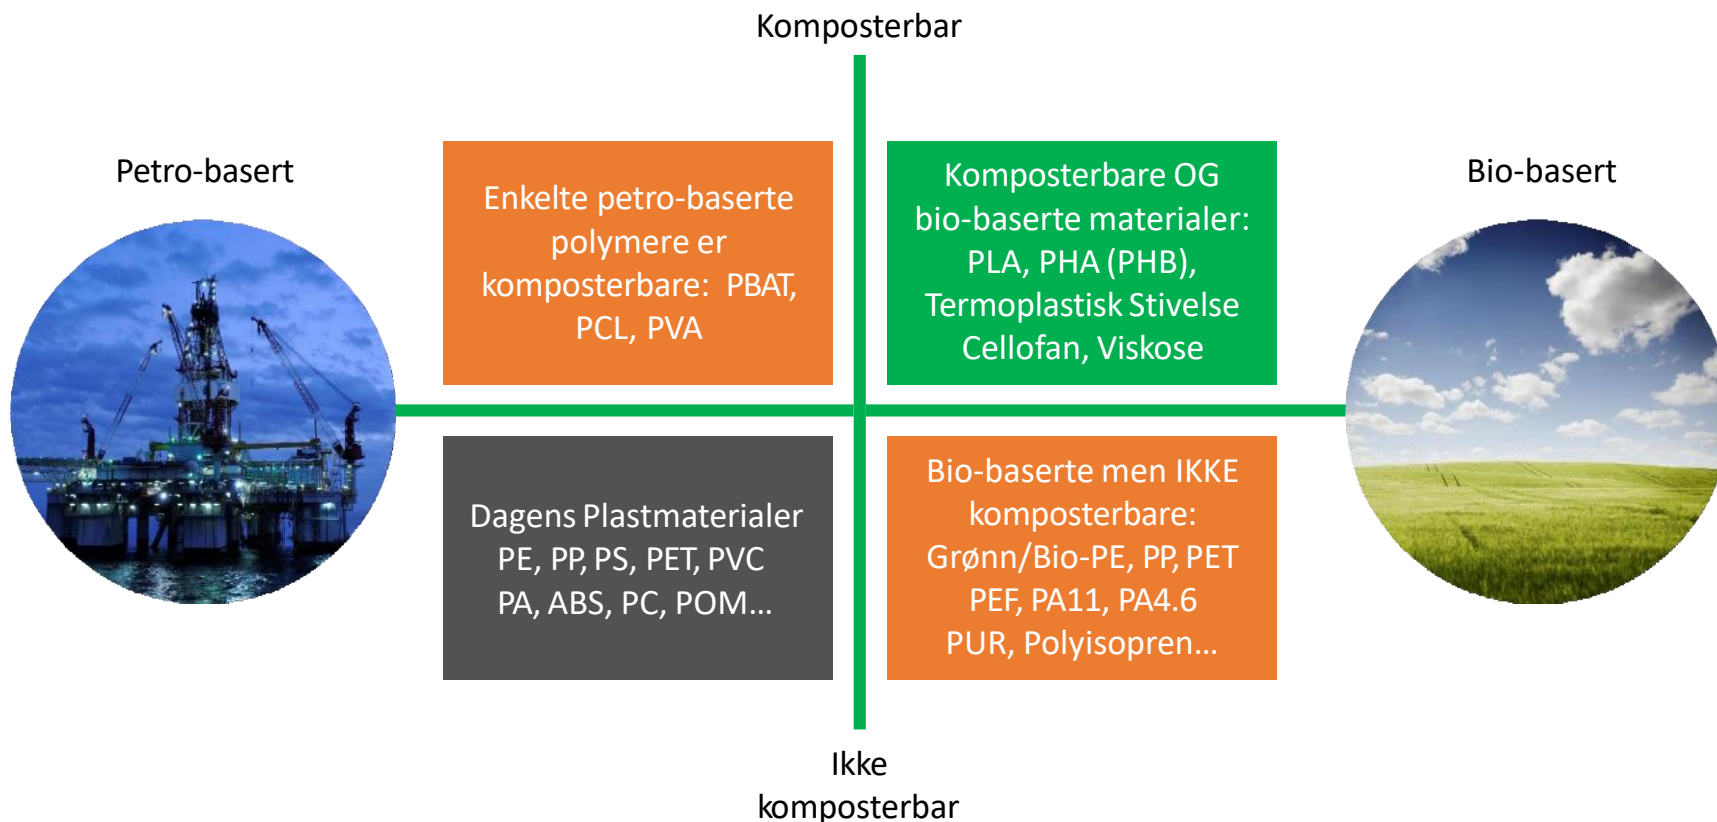 Komposterbar
Petro-basert
Enkelte petro-baserte
polymere er
komposterbare: PBAT,
PCL, PVA
Komposterbare OG
bio-baserte materialer:
PLA, PHA (PHB),
Termoplastisk Stivelse
Cellofan, Viskose
Bio-basert
Dagens Plastmaterialer
PE, PP, PS, PET, PVC
PA, ABS, PC, POM…
Bio-baserte men IKKE
komposterbare:
Grønn/Bio-PE, PP, PET
PEF, PA11, PA4.6
PUR, Polyisopren…
Ikke
komposterbar